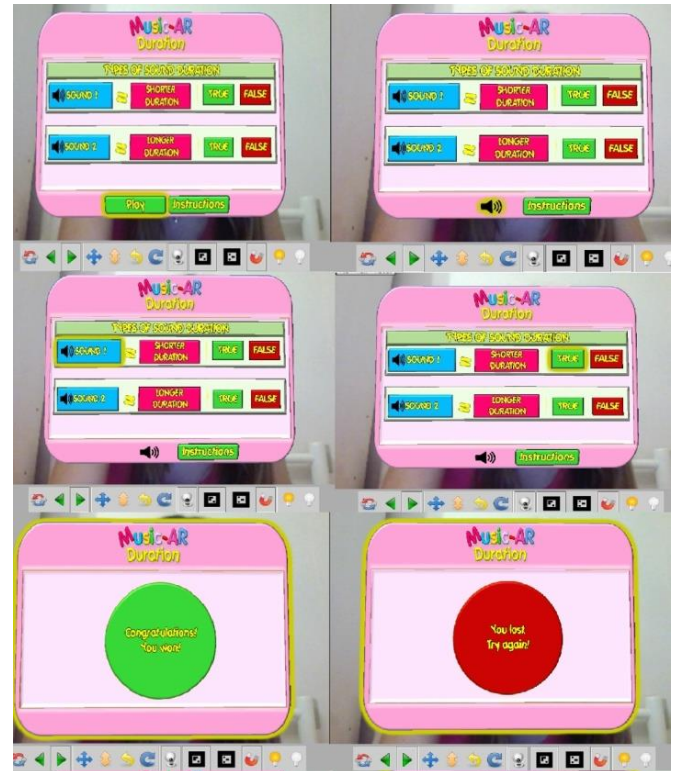 Music-AR
Duration
TYPES OF SOUND DURATION
SOUND 1 = SHORTER DURATION TRUE FALSE
SOUND 2 = LONGER DURATION TRUE FALSE
Play Instructions
Music-AR
Duration
TYPES OF SOUND DURATION
SOUND 1 = SHORTER DURATION TRUE FALSE
SOUND 2 = LONGER DURATION TRUE FALSE
Instructions
Music-AR
Duration
TYPES OF SOUND DURATION
SOUND 1 = SHORTER DURATION TRUE FALSE
SOUND 2 = LONGER DURATION TRUE FALSE
Instructions
Music-AR
Duration
TYPES OF SOUND DURATION
SOUND 1 = SHORTER DURATION TRUE FALSE
SOUND 2 = LONGER DURATION TRUE FALSE
Instructions
Music-AR
Duration
Congratulations!
You won!
Music-AR
Duration
You lost
Try again!